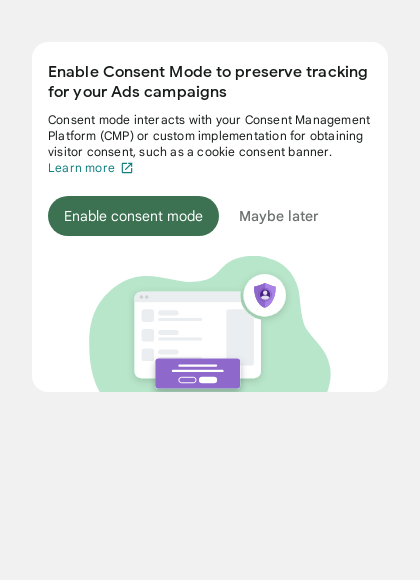 Enable Consent Mode to preserve tracking
for your Ads campaigns
Consent mode interacts with your Consent Management
Platform (CMP) or custom implementation for obtaining
visitor consent, such as a cookie consent banner.
Learn more
Enable consent mode
Maybe later